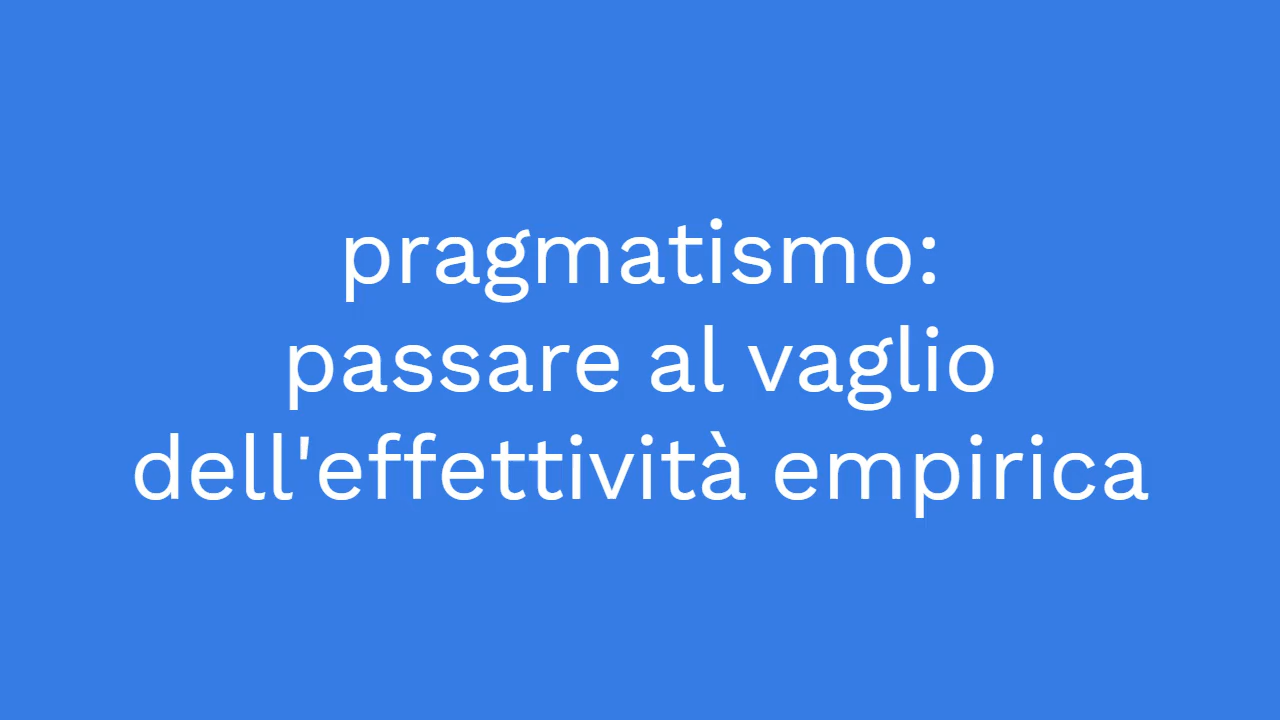 pragmatismo:
passare al vaglio
dell'effettività empirica